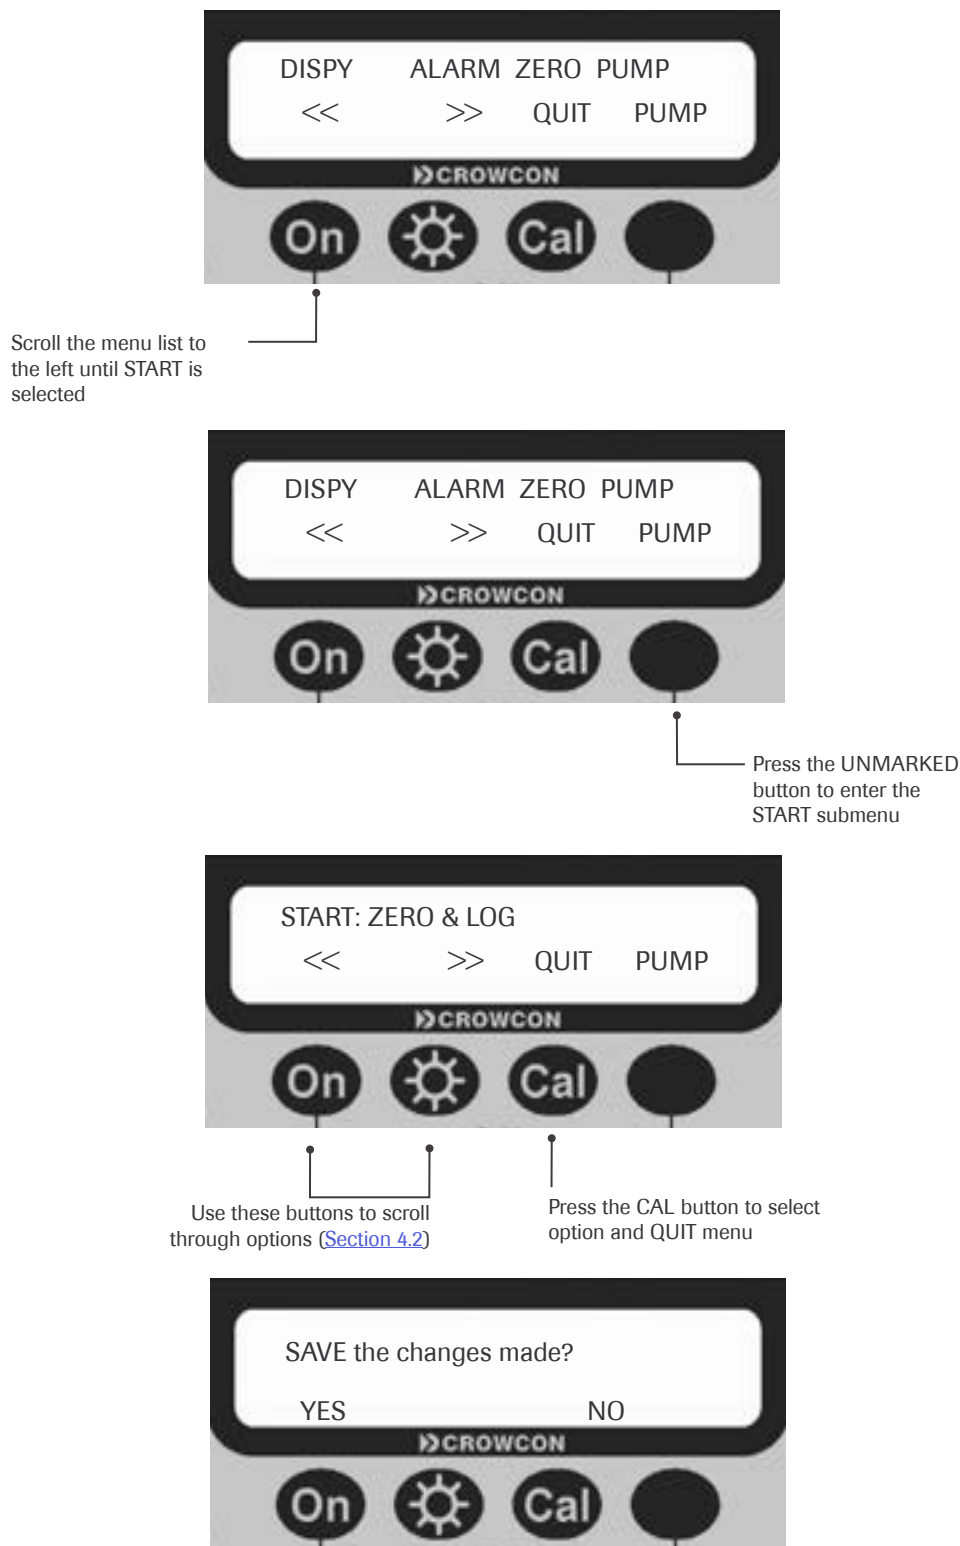 DISPY ALARM ZERO PUMP
<< >> QUIT PUMP
CROWCON
On Cal
Scroll the menu list to
the left until START is
selected
DISPY ALARM ZERO PUMP
<< >> QUIT PUMP
CROWCON
On Cal
Press the UNMARKED
button to enter the
START submenu
START: ZERO & LOG
<< >> QUIT PUMP
CROWCON
On Cal
Use these buttons to scroll
through options (Section 4.2)
Press the CAL button to select
option and QUIT menu
SAVE the changes made?
YES NO
CROWCON
On Cal